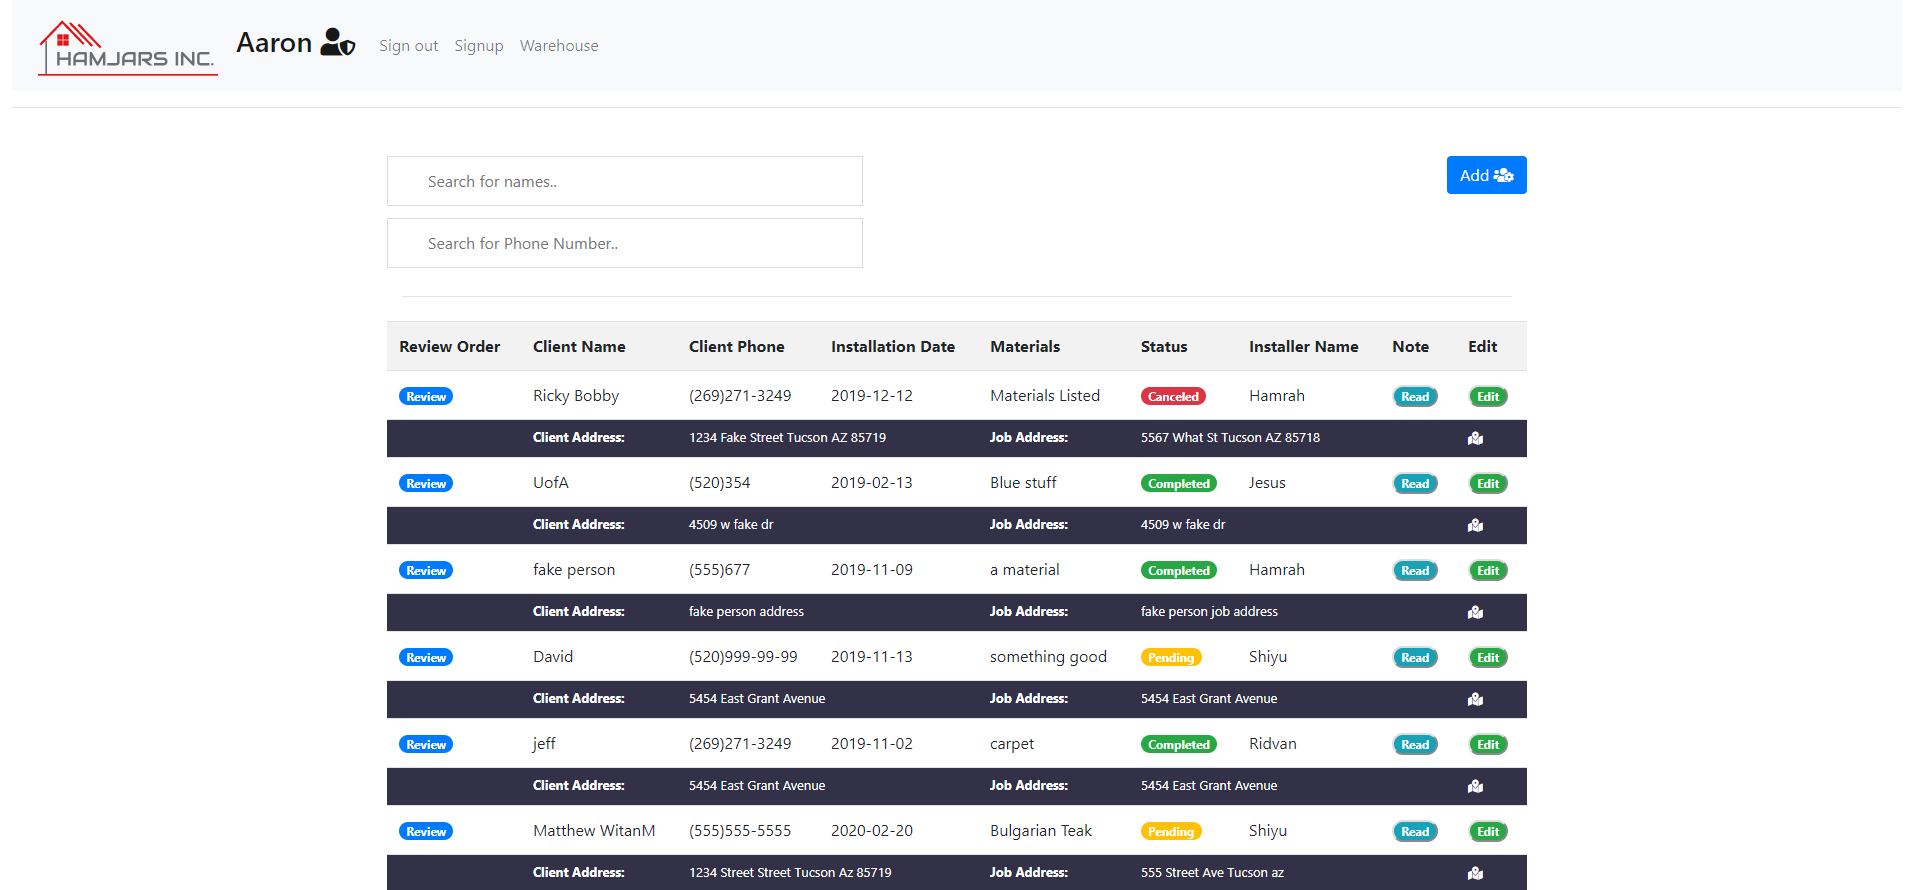 HAMJARS INC.
Aaron Sign out Signup Warehouse
Search for names..
Add
Search for Phone Number..
Review Order Client Name Client Phone Installation Date Materials Status Installer Name Note Edit
Review Ricky Bobby (269)271-3249 2019-12-12 Materials Listed Canceled Hamrah Read Edit
Client Address: 1234 Fake Street Tucson AZ 85719 Job Address: 5567 What St Tucson AZ 85718
Review UofA (520)354 2019-02-13 Blue stuff Completed Jesus Read Edit
Client Address: 4509 w fake dr Job Address: 4509 w fake dr
Review fake person (555)677 2019-11-09 a material Completed Hamrah Read Edit
Client Address: fake person address Job Address: fake person job address
Review David (520)999-99-99 2019-11-13 something good Pending Shiyu Read Edit
Client Address: 5454 East Grant Avenue Job Address: 5454 East Grant Avenue
Review jeff (269)271-3249 2019-11-02 carpet Completed Ridvan Read Edit
Client Address: 5454 East Grant Avenue Job Address: 5454 East Grant Avenue
Review Matthew WitanM (555)555-5555 2020-02-20 Bulgarian Teak Pending Shiyu Read Edit
Client Address: 1234 Street Street Tucson Az 85719 Job Address: 555 Street Ave Tucson az